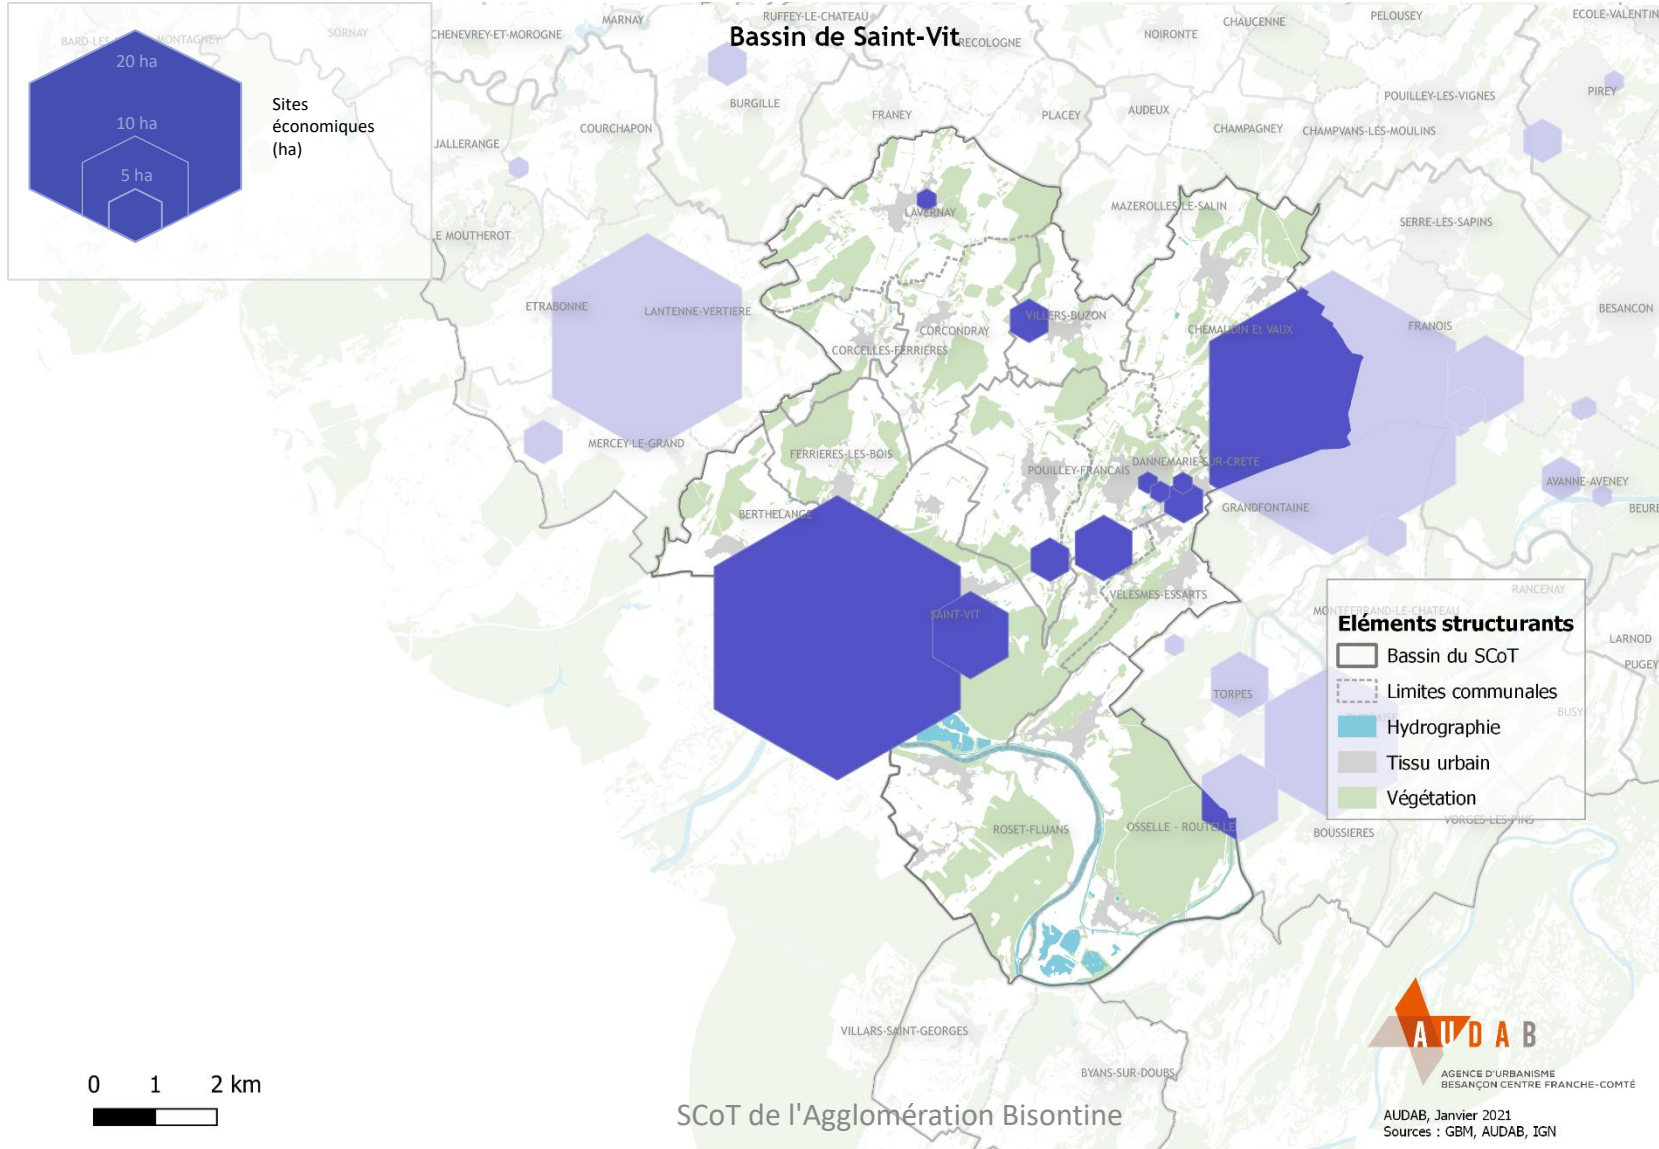 Bassin de Saint-Vit
20 ha
10 ha
5 ha
Sites
économiques
(ha)
MONTAGNEY
SORNAY
CHENEVREY-ET-MOROGNE
MARNAY
RUFFEY-LE-CHATEAU
RECOLOGNE
NOIRONTE
CHAUCENNE
PELOUSEY
ECOLE-VALENTIN
JALLERANGE
COURCHAPON
BURGILLE
FRANEY
PLACEY
AUDEUX
CHAMPAGNEY
POUILLEY-LES-VIGNES
CHAMPVANS-LES-MOULINS
PIREY
LE MOUTHEROT
LAVERNAY
MAZEROLLES-LE-SALIN
SERRE-LES-SAPINS
ETRABONNE
LANTENNE-VERTIERE
CORCONDRAY
CORCELLES-FERRIERES
VILLERS-BUZON
CHEMAUDIN Et VAUX
FRANOIS
BESANCON
MERCEY-LE-GRAND
FERRIERES-LES-BOIS
POUILLEY-FRANCAIS
DANNEMARIE-SUR-CRETE
GRANDFONTAINE
AVANNE-AVENEY
BEURE
BERTHELANGE
SAINT-VIT
VELESMES-ESSARTS
MONTFERRAND-LE-CHATEAU
RANCENAY
LARNOD
PUGEY
TORPES
BUSY
ROSET-FLUANS
OSSELLE - ROUTELLE
BOUSSIERES
VORGES-LES-PINS
VILLARS-SAINT-GEORGES
BYANS-SUR-DOUBS
Eléments structurants
Bassin du SCoT
Limites communales
Hydrographie
Tissu urbain
Végétation
0 1 2 km
SCoT de l'Agglomération Bisontine
AUDAB
AGENCE D'URBANISME
BESANÇON CENTRE FRANCHE-COMTÉ
AUDAB, Janvier 2021
Sources : GBM, AUDAB, IGN